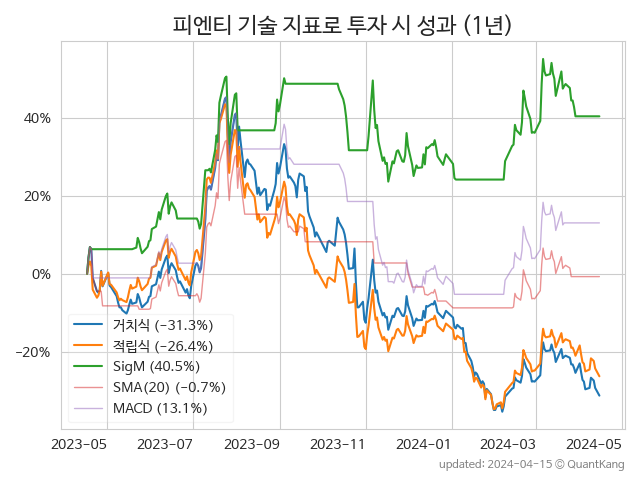 피엔티 기술 지표로 투자 시 성과 (1년)
40%
20%
0%
−20%
거치식 (−31.3%)
적립식 (−26.4%)
SigM (40.5%)
SMA(20) (−0.7%)
MACD (13.1%)
2023-05 2023-07 2023-09 2023-11 2024-01 2024-03 2024-05
updated: 2024-04-15 © QuantKang